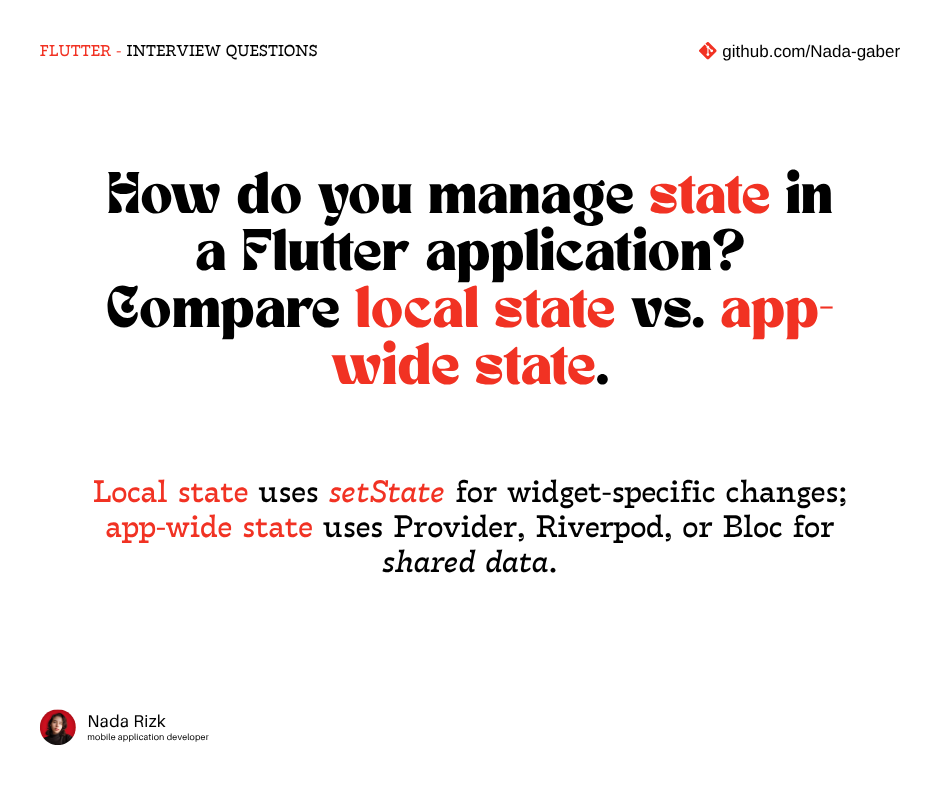 FLUTTER - INTERVIEW QUESTIONS
github.com/Nada-gaber
How do you manage state in
a Flutter application?
Compare local state vs. app-
wide state.
Local state uses setState for widget-specific changes;
app-wide state uses Provider, Riverpod, or Bloc for
shared data.
Nada Rizk
mobile application developer